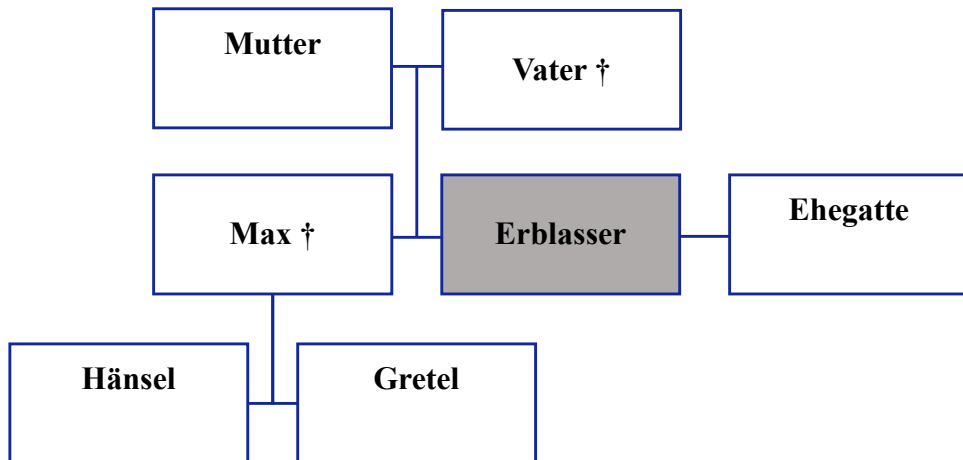 Mutter
Vater †
Max †
Erblasser
Ehegatte
Hänsel
Gretel